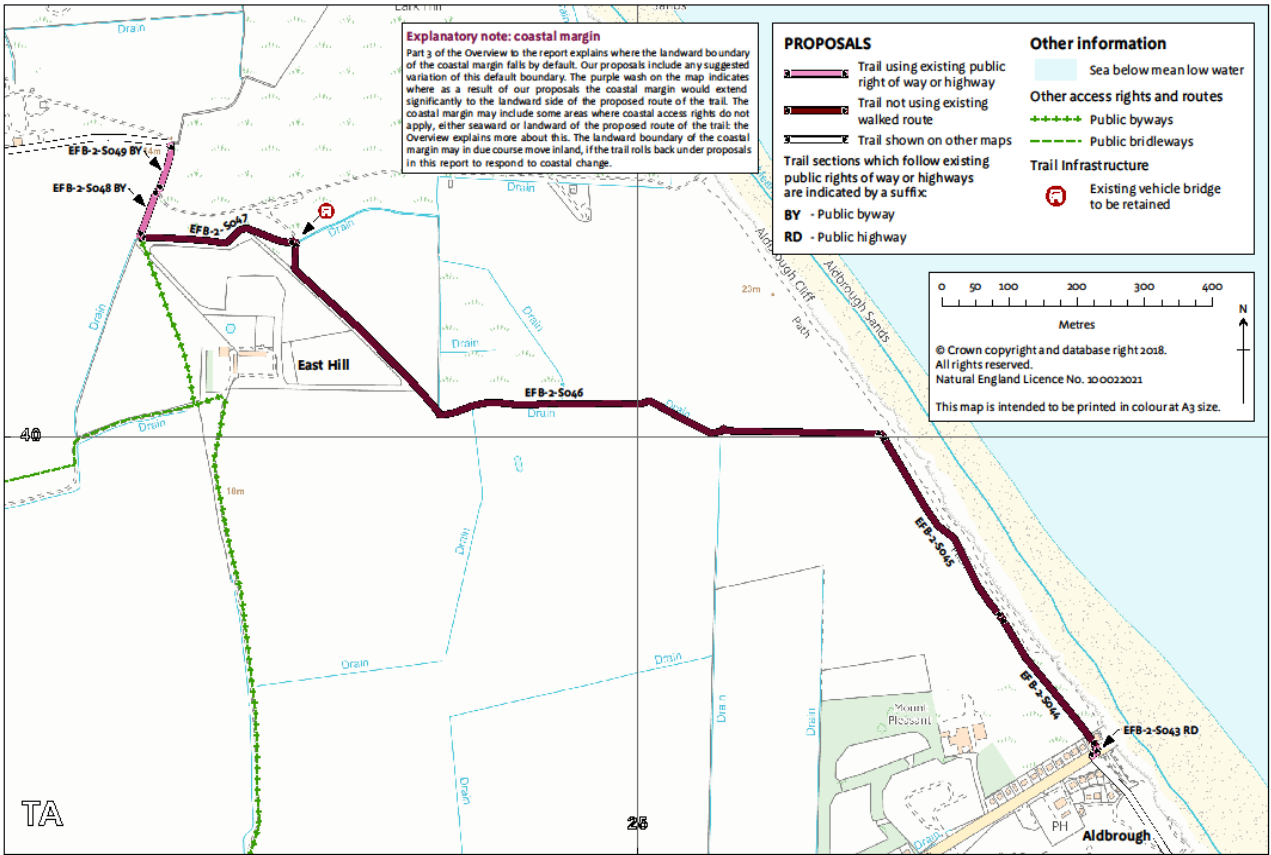 Drain
Sands
Explanatory note: coastal margin
Part 3 of the Overview to the report explains where the landward boundary
of the coastal margin falls by default. Our proposals include any suggested
variation of this default boundary. The purple wash on the map indicates
where as a result of our proposals the coastal margin would extend
significantly to the landward side of the proposed route of the trail. The
coastal margin may include some areas where coastal access rights do not
apply, either seaward or landward of the proposed route of the trail: the
Overview explains more about this. The landward boundary of the coastal
margin may in due course move inland, if the trail rolls back under proposals
in this report to respond to coastal change.
PROPOSALS
Trail using existing public
right of way or highway
Trail not using existing
walked route
Trail shown on other maps
Trail sections which follow existing
public rights of way or highways
are indicated by a suffix:
BY - Public byway
RD - Public highway
Other information
Sea below mean low water
Other access rights and routes
Public byways
Public bridleways
Trail Infrastructure
Existing vehicle bridge
to be retained
0 50 100 200 300 400
Metres
N
© Crown copyright and database right 2018.
All rights reserved.
Natural England Licence No. 100022021
This map is intended to be printed in colour at A3 size.
Drain
EFB-2-S049 BY
14m
EFB-2-S048 BY
EFB-2-S047
Drain
Drain
Drain
Aldbrough Cliff
Path
Aldbrough Sands
23m
Drain
Drain
Drain
East Hill
EFB-2-S046
Drain
Drain
Drain
40
18m
Drain
EFB-2-S045
Drain
Drain
EFB-2-S044
Drain
Drain
Mount
Pleasant
EFB-2-S043 RD
Drain
TA
25
PH
Drain
Aldbrough